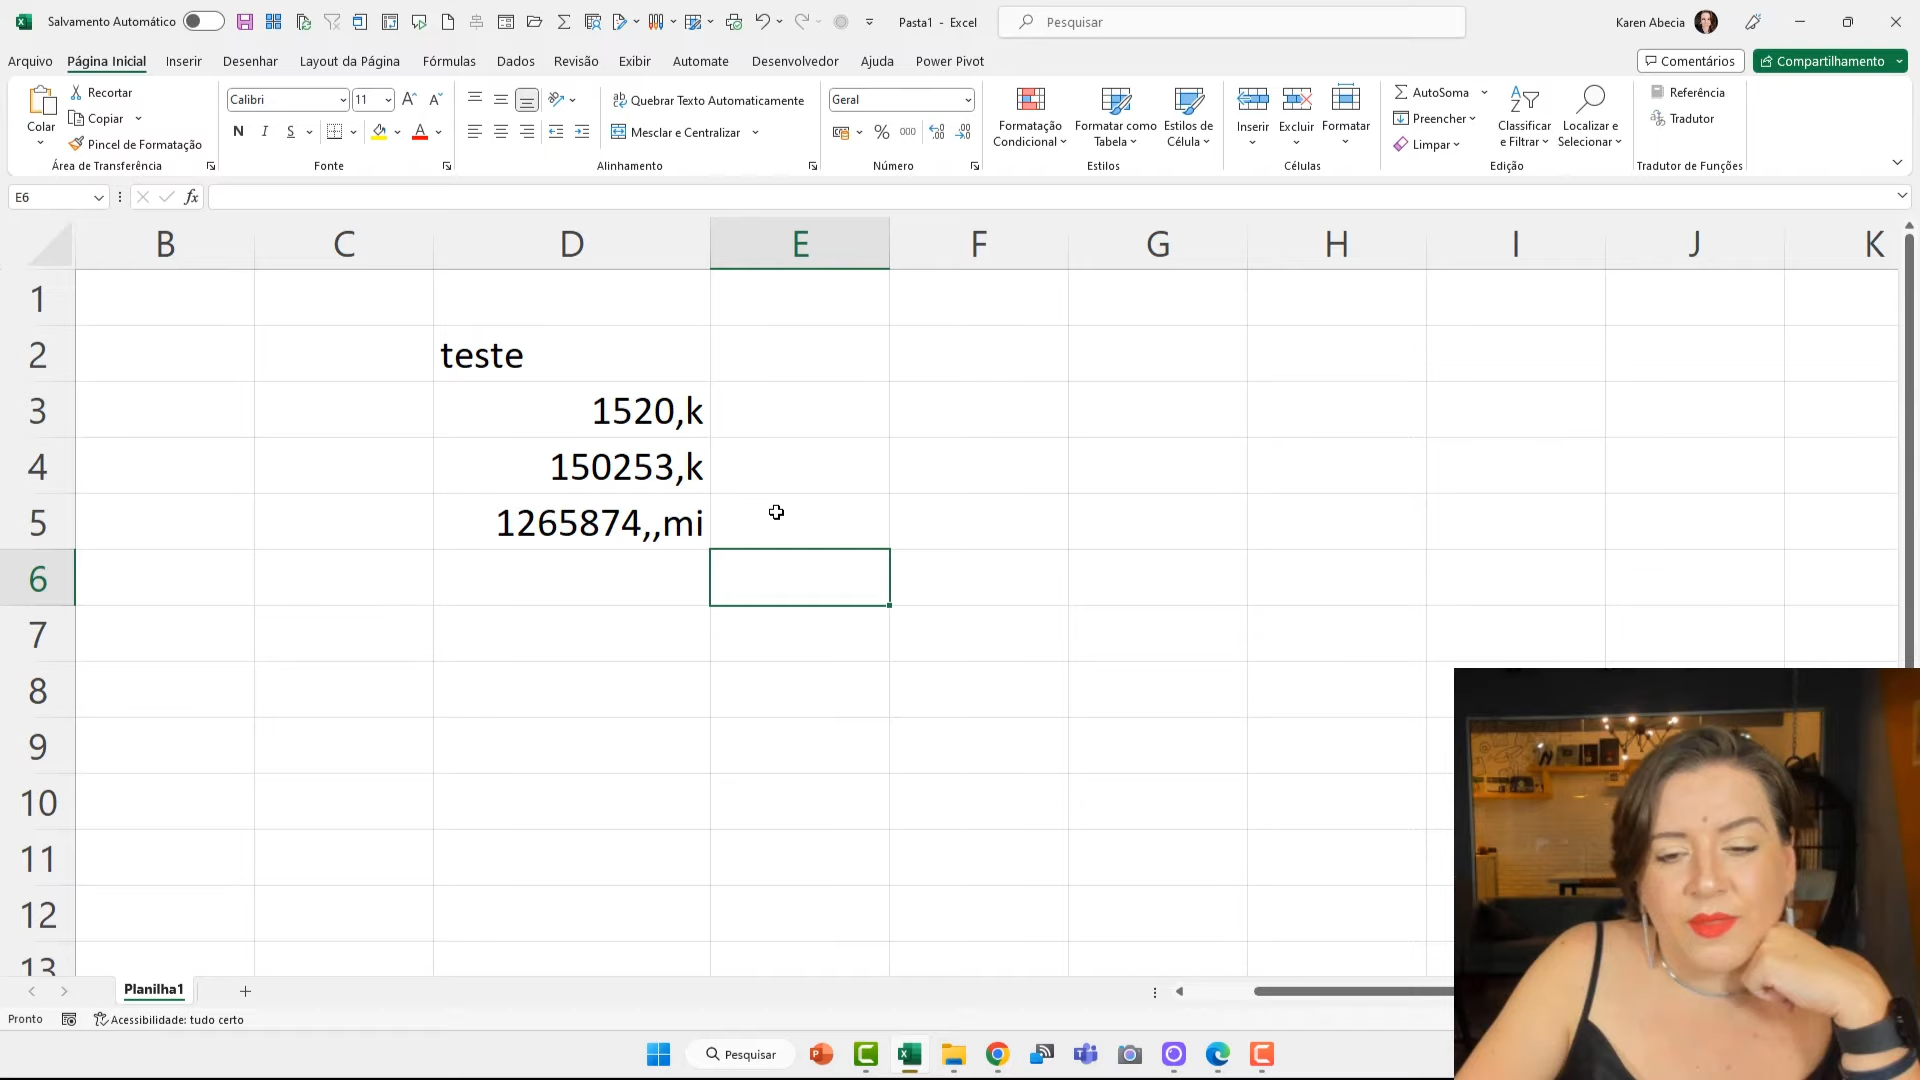 Salvamento Automático
Pasta1 - Excel
Pesquisar
Karen Abecia
Arquivo
Página Inicial
Inserir
Desenhar
Layout da Página
Fórmulas
Dados
Revisão
Exibir
Automate
Desenvolvedor
Ajuda
Power Pivot
Comentários
Compartilhamento
Colar
Recortar
Copiar
Pincel de Formatação
Área de Transferência
Calibri
11
N
I
S
Fonte
Quebrar Texto Automaticamente
Mesclar e Centralizar
Alinhamento
Geral
%
000
Número
Formatação
Condicional
Formatar como
Tabela
Estilos de
Célula
Estilos
Inserir
Excluir
Formatar
Células
AutoSoma
Preencher
Limpar
Classificar
e Filtrar
Localizar e
Selecionar
Edição
Referência
Tradutor
Tradutor de Funções
E6
fx
B C D E F G H I J K
1
2 teste
3 1520,k
4 150253,k
5 1265874,,mi
6
7
8
9
10
11
12
13
Planilha1
Pronto
Acessibilidade: tudo certo
Pesquisar